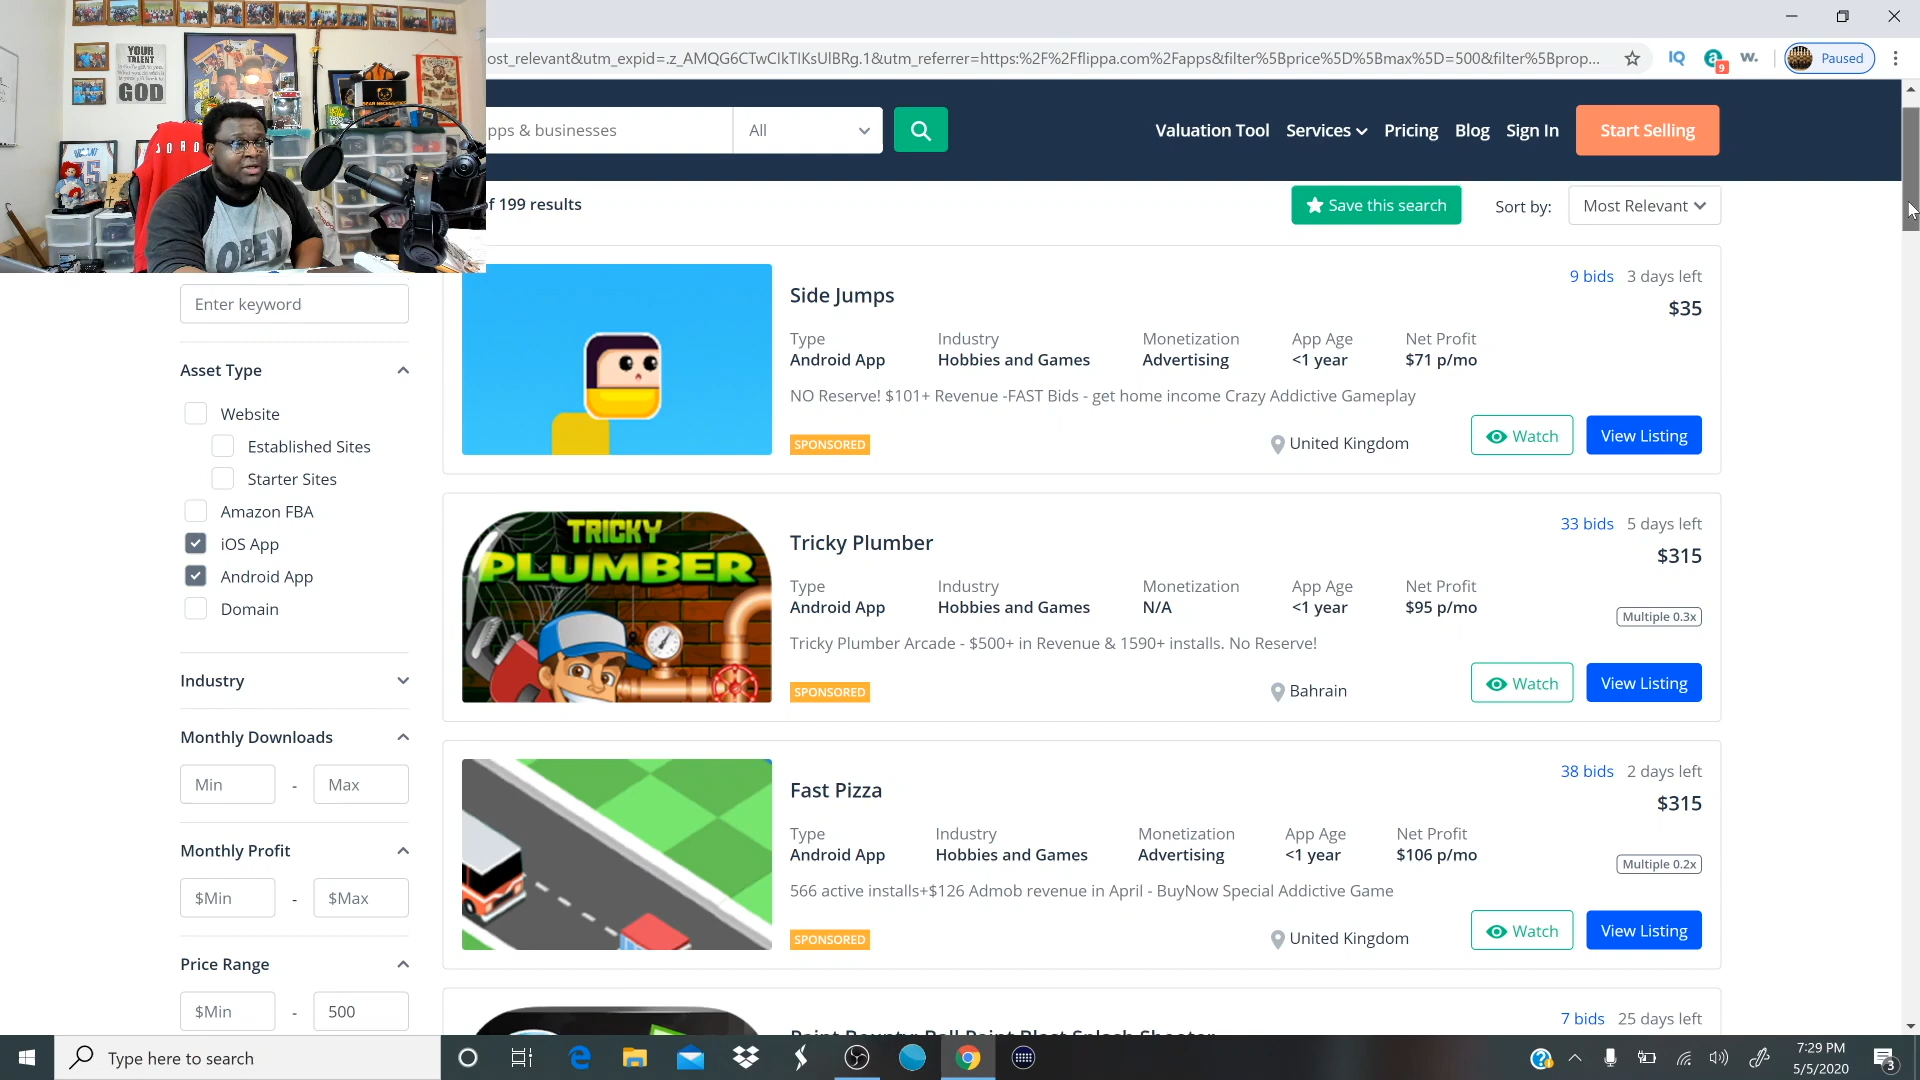 YOUR
TALENT
GOD
OBEY
ost_relevant&utm_expid=.z_AMQG6CTwClkTIKsUlBRg.1&utm_referrer=https:%2F%2Fflippa.com%2Fapps&filter%5Bprice%5D%5Bmax%5D=500&filter%5Bprop...
IQ
a
9
w.
Paused
pps & businesses
All
Valuation Tool
Services
Pricing
Blog
Sign In
Start Selling
f 199 results
Save this search
Sort by:
Most Relevant
Enter keyword
Asset Type
Website
Established Sites
Starter Sites
Amazon FBA
iOS App
Android App
Domain
Industry
Monthly Downloads
Min - Max
Monthly Profit
$Min - $Max
Price Range
$Min - 500
Side Jumps
9 bids 3 days left
$35
Type Industry Monetization App Age Net Profit
Android App Hobbies and Games Advertising <1 year $71 p/mo
NO Reserve! $101+ Revenue -FAST Bids - get home income Crazy Addictive Gameplay
SPONSORED
United Kingdom
Watch
View Listing
TRICKY
PLUMBER
Tricky Plumber
33 bids 5 days left
$315
Type Industry Monetization App Age Net Profit
Android App Hobbies and Games N/A <1 year $95 p/mo
Multiple 0.3x
Tricky Plumber Arcade - $500+ in Revenue & 1590+ installs. No Reserve!
SPONSORED
Bahrain
Watch
View Listing
Fast Pizza
38 bids 2 days left
$315
Type Industry Monetization App Age Net Profit
Android App Hobbies and Games Advertising <1 year $106 p/mo
Multiple 0.2x
566 active installs+$126 Admob revenue in April - BuyNow Special Addictive Game
SPONSORED
United Kingdom
Watch
View Listing
7 bids 25 days left
Type here to search
7:29 PM
5/5/2020
3